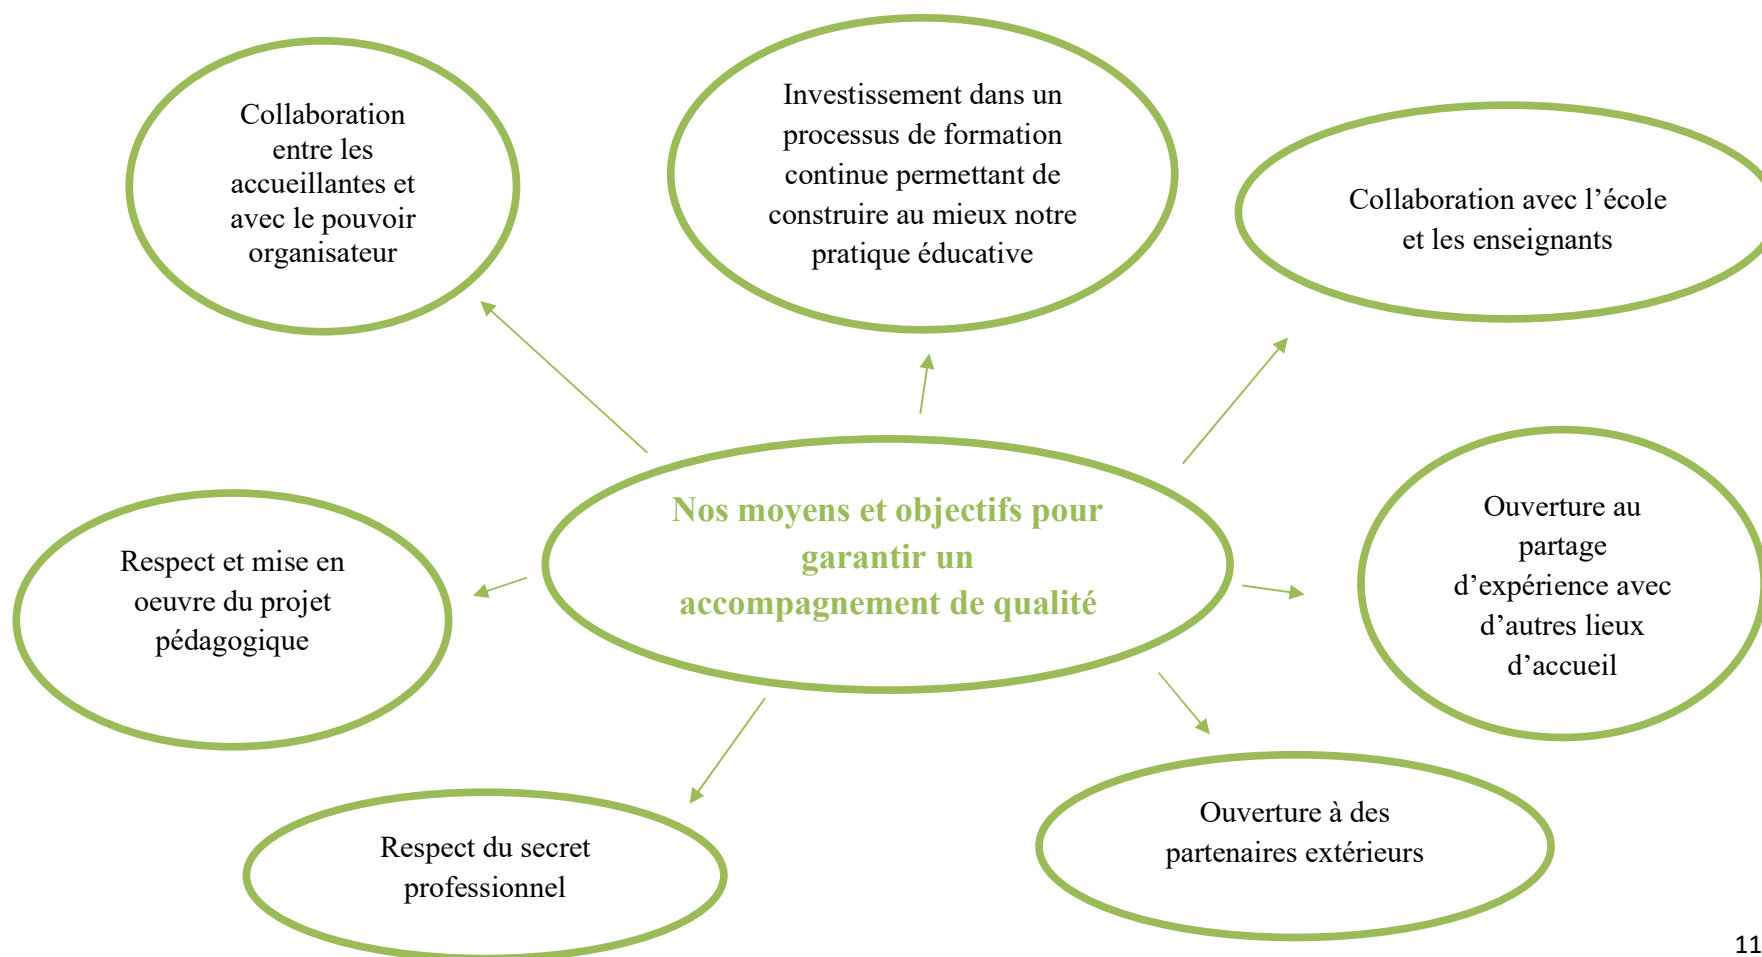 Collaboration
entre les
accueillantes et
avec le pouvoir
organisateur
Investissement dans un
processus de formation
continue permettant de
construire au mieux notre
pratique éducative
Collaboration avec l’école
et les enseignants
Nos moyens et objectifs pour
garantir un
accompagnement de qualité
Ouverture au
partage
d’expérience avec
d’autres lieux
d’accueil
Respect et mise en
oeuvre du projet
pédagogique
Ouverture à des
partenaires extérieurs
Respect du secret
professionnel
11